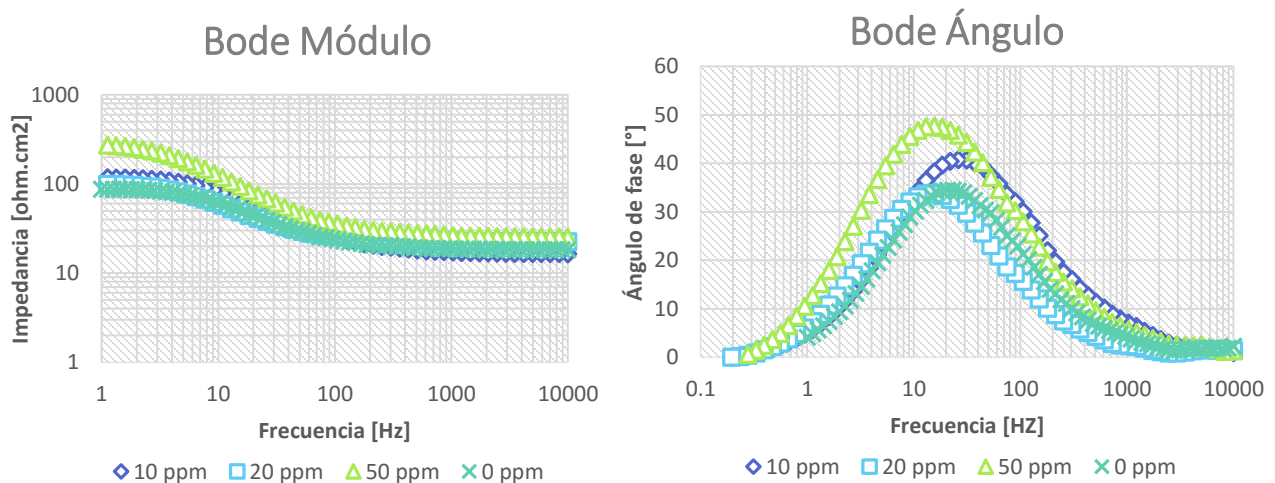 Bode Módulo
Impedancia [ohm.cm2]
1000
100
10
1
1 10 100 1000 10000
Frecuencia [Hz]
10 ppm 20 ppm 50 ppm 0 ppm
Bode Ángulo
Ángulo de fase [°]
60
50
40
30
20
10
0
0.1 1 10 100 1000 10000
Frecuencia [HZ]
10 ppm 20 ppm 50 ppm 0 ppm